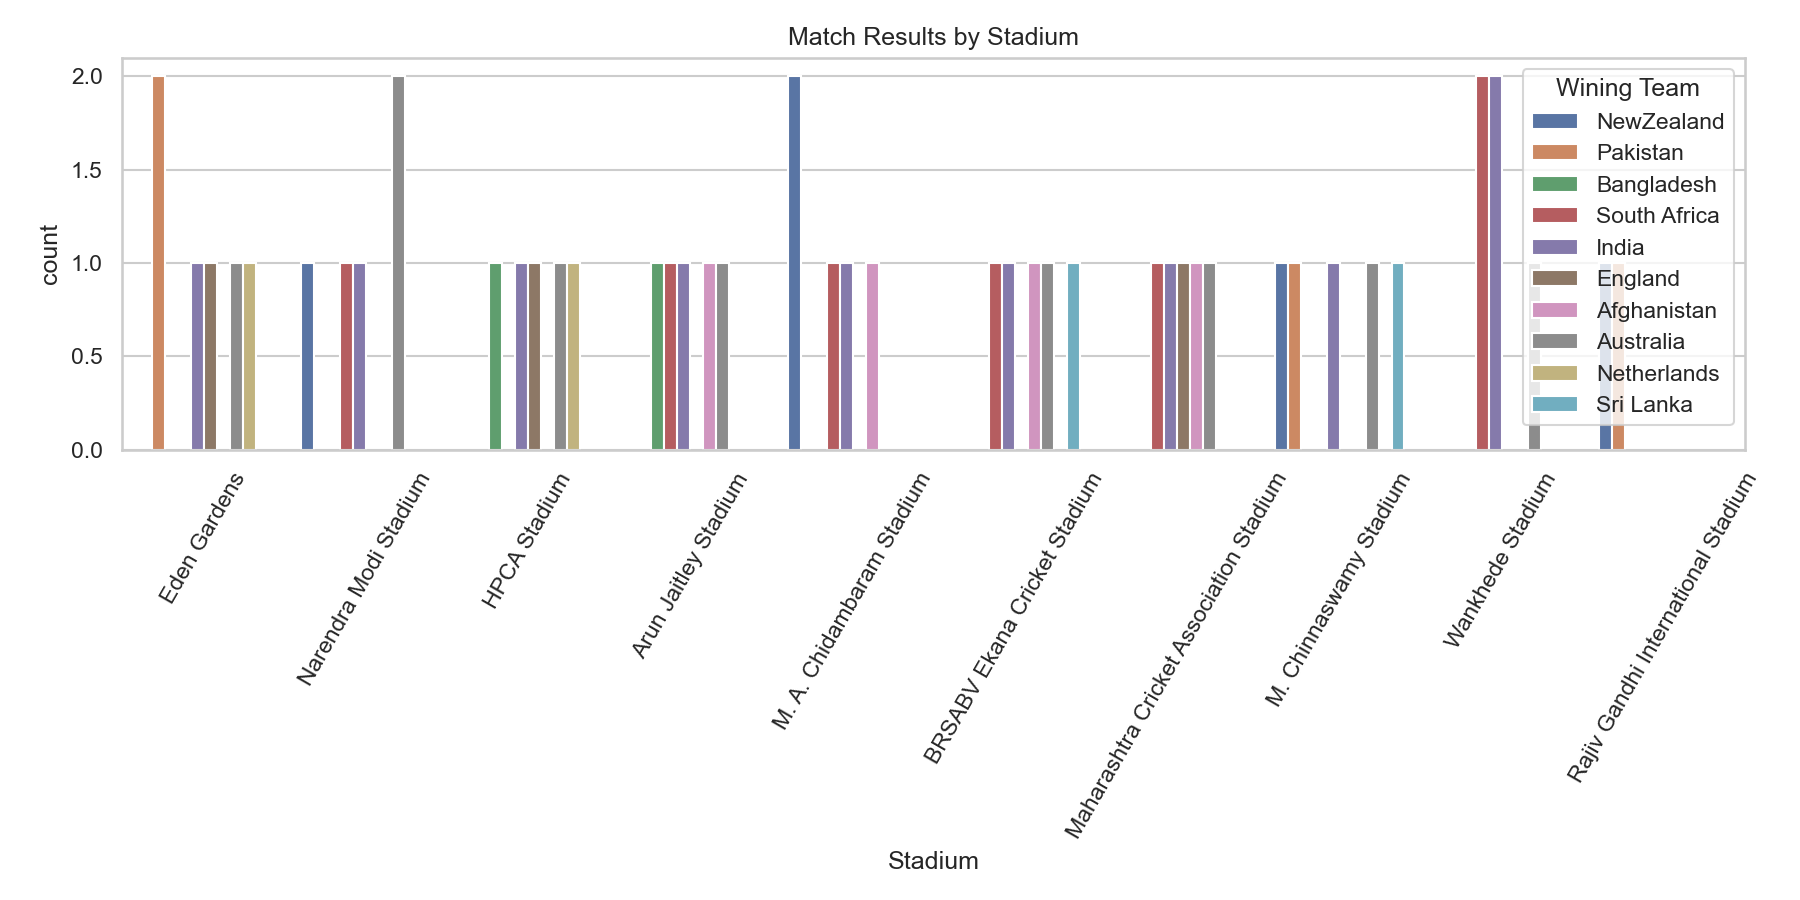 Match Results by Stadium
2.0
1.5
1.0
0.5
0.0
count
Wining Team
NewZealand
Pakistan
Bangladesh
South Africa
India
England
Afghanistan
Australia
Netherlands
Sri Lanka
Eden Gardens
Narendra Modi Stadium
HPCA Stadium
Arun Jaitley Stadium
M. A. Chidambaram Stadium
BRSABV Ekana Cricket Stadium
Maharashtra Cricket Association Stadium
M. Chinnaswamy Stadium
Wankhede Stadium
Rajiv Gandhi International Stadium
Stadium